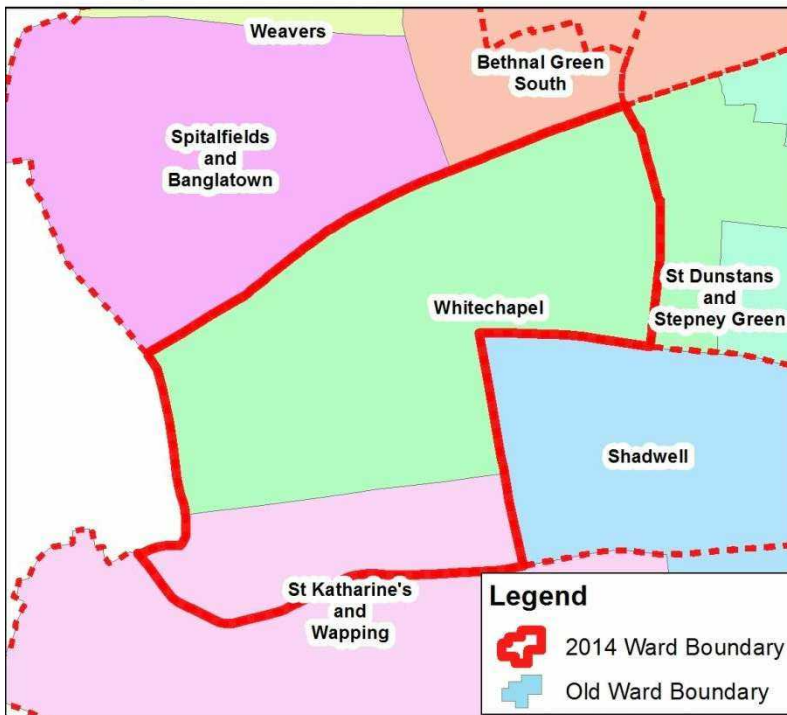 Weavers
Bethnal Green
South
Spitalfields
and
Banglatown
St Dunstans
and
Stepney Green
Whitechapel
Shadwell
St Katharine's
and
Wapping
Legend
2014 Ward Boundary
Old Ward Boundary